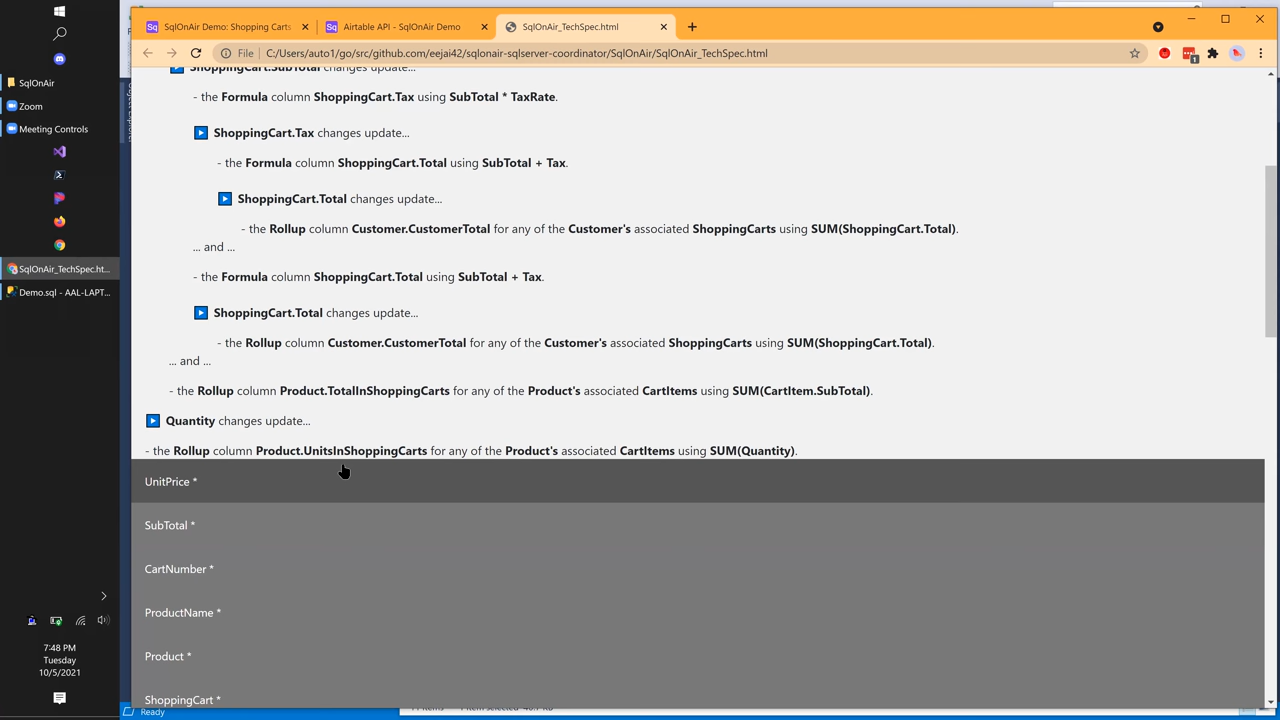 SqlOnAir Demo: Shopping Carts
Airtable API - SqlOnAir Demo
SqlOnAir_TechSpec.html
File
C:/Users/auto1/go/src/github.com/eejai42/sqlonair-sqlserver-coordinator/SqlOnAir/SqlOnAir_TechSpec.html
1
SqlOnAir
Zoom
Meeting Controls
SqlOnAir_TechSpec.ht...
Demo.sql - AAL-LAPT...
7:48 PM
Tuesday
10/5/2021
ShoppingCart.SubTotal changes update...
- the Formula column ShoppingCart.Tax using SubTotal * TaxRate.
ShoppingCart.Tax changes update...
- the Formula column ShoppingCart.Total using SubTotal + Tax.
ShoppingCart.Total changes update...
- the Rollup column Customer.CustomerTotal for any of the Customer's associated ShoppingCarts using SUM(ShoppingCart.Total).
... and ...
- the Formula column ShoppingCart.Total using SubTotal + Tax.
ShoppingCart.Total changes update...
- the Rollup column Customer.CustomerTotal for any of the Customer's associated ShoppingCarts using SUM(ShoppingCart.Total).
... and ...
- the Rollup column Product.TotalInShoppingCarts for any of the Product's associated CartItems using SUM(CartItem.SubTotal).
Quantity changes update...
- the Rollup column Product.UnitsInShoppingCarts for any of the Product's associated CartItems using SUM(Quantity).
UnitPrice *
SubTotal *
CartNumber *
ProductName *
Product *
ShoppingCart *
Ready